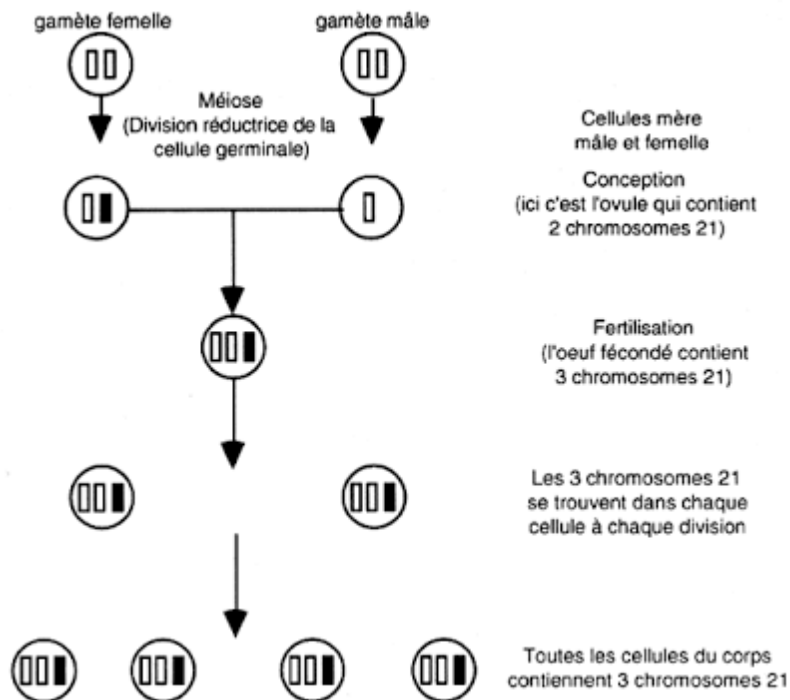 gamète femelle
gamète mâle
Méiose
(Division réductrice de la
cellule germinale)
Cellules mère
mâle et femelle
Conception
(ici c'est l'ovule qui contient
2 chromosomes 21)
Fertilisation
(l'oeuf fécondé contient
3 chromosomes 21)
Les 3 chromosomes 21
se trouvent dans chaque
cellule à chaque division
Toutes les cellules du corps
contiennent 3 chromosomes 21